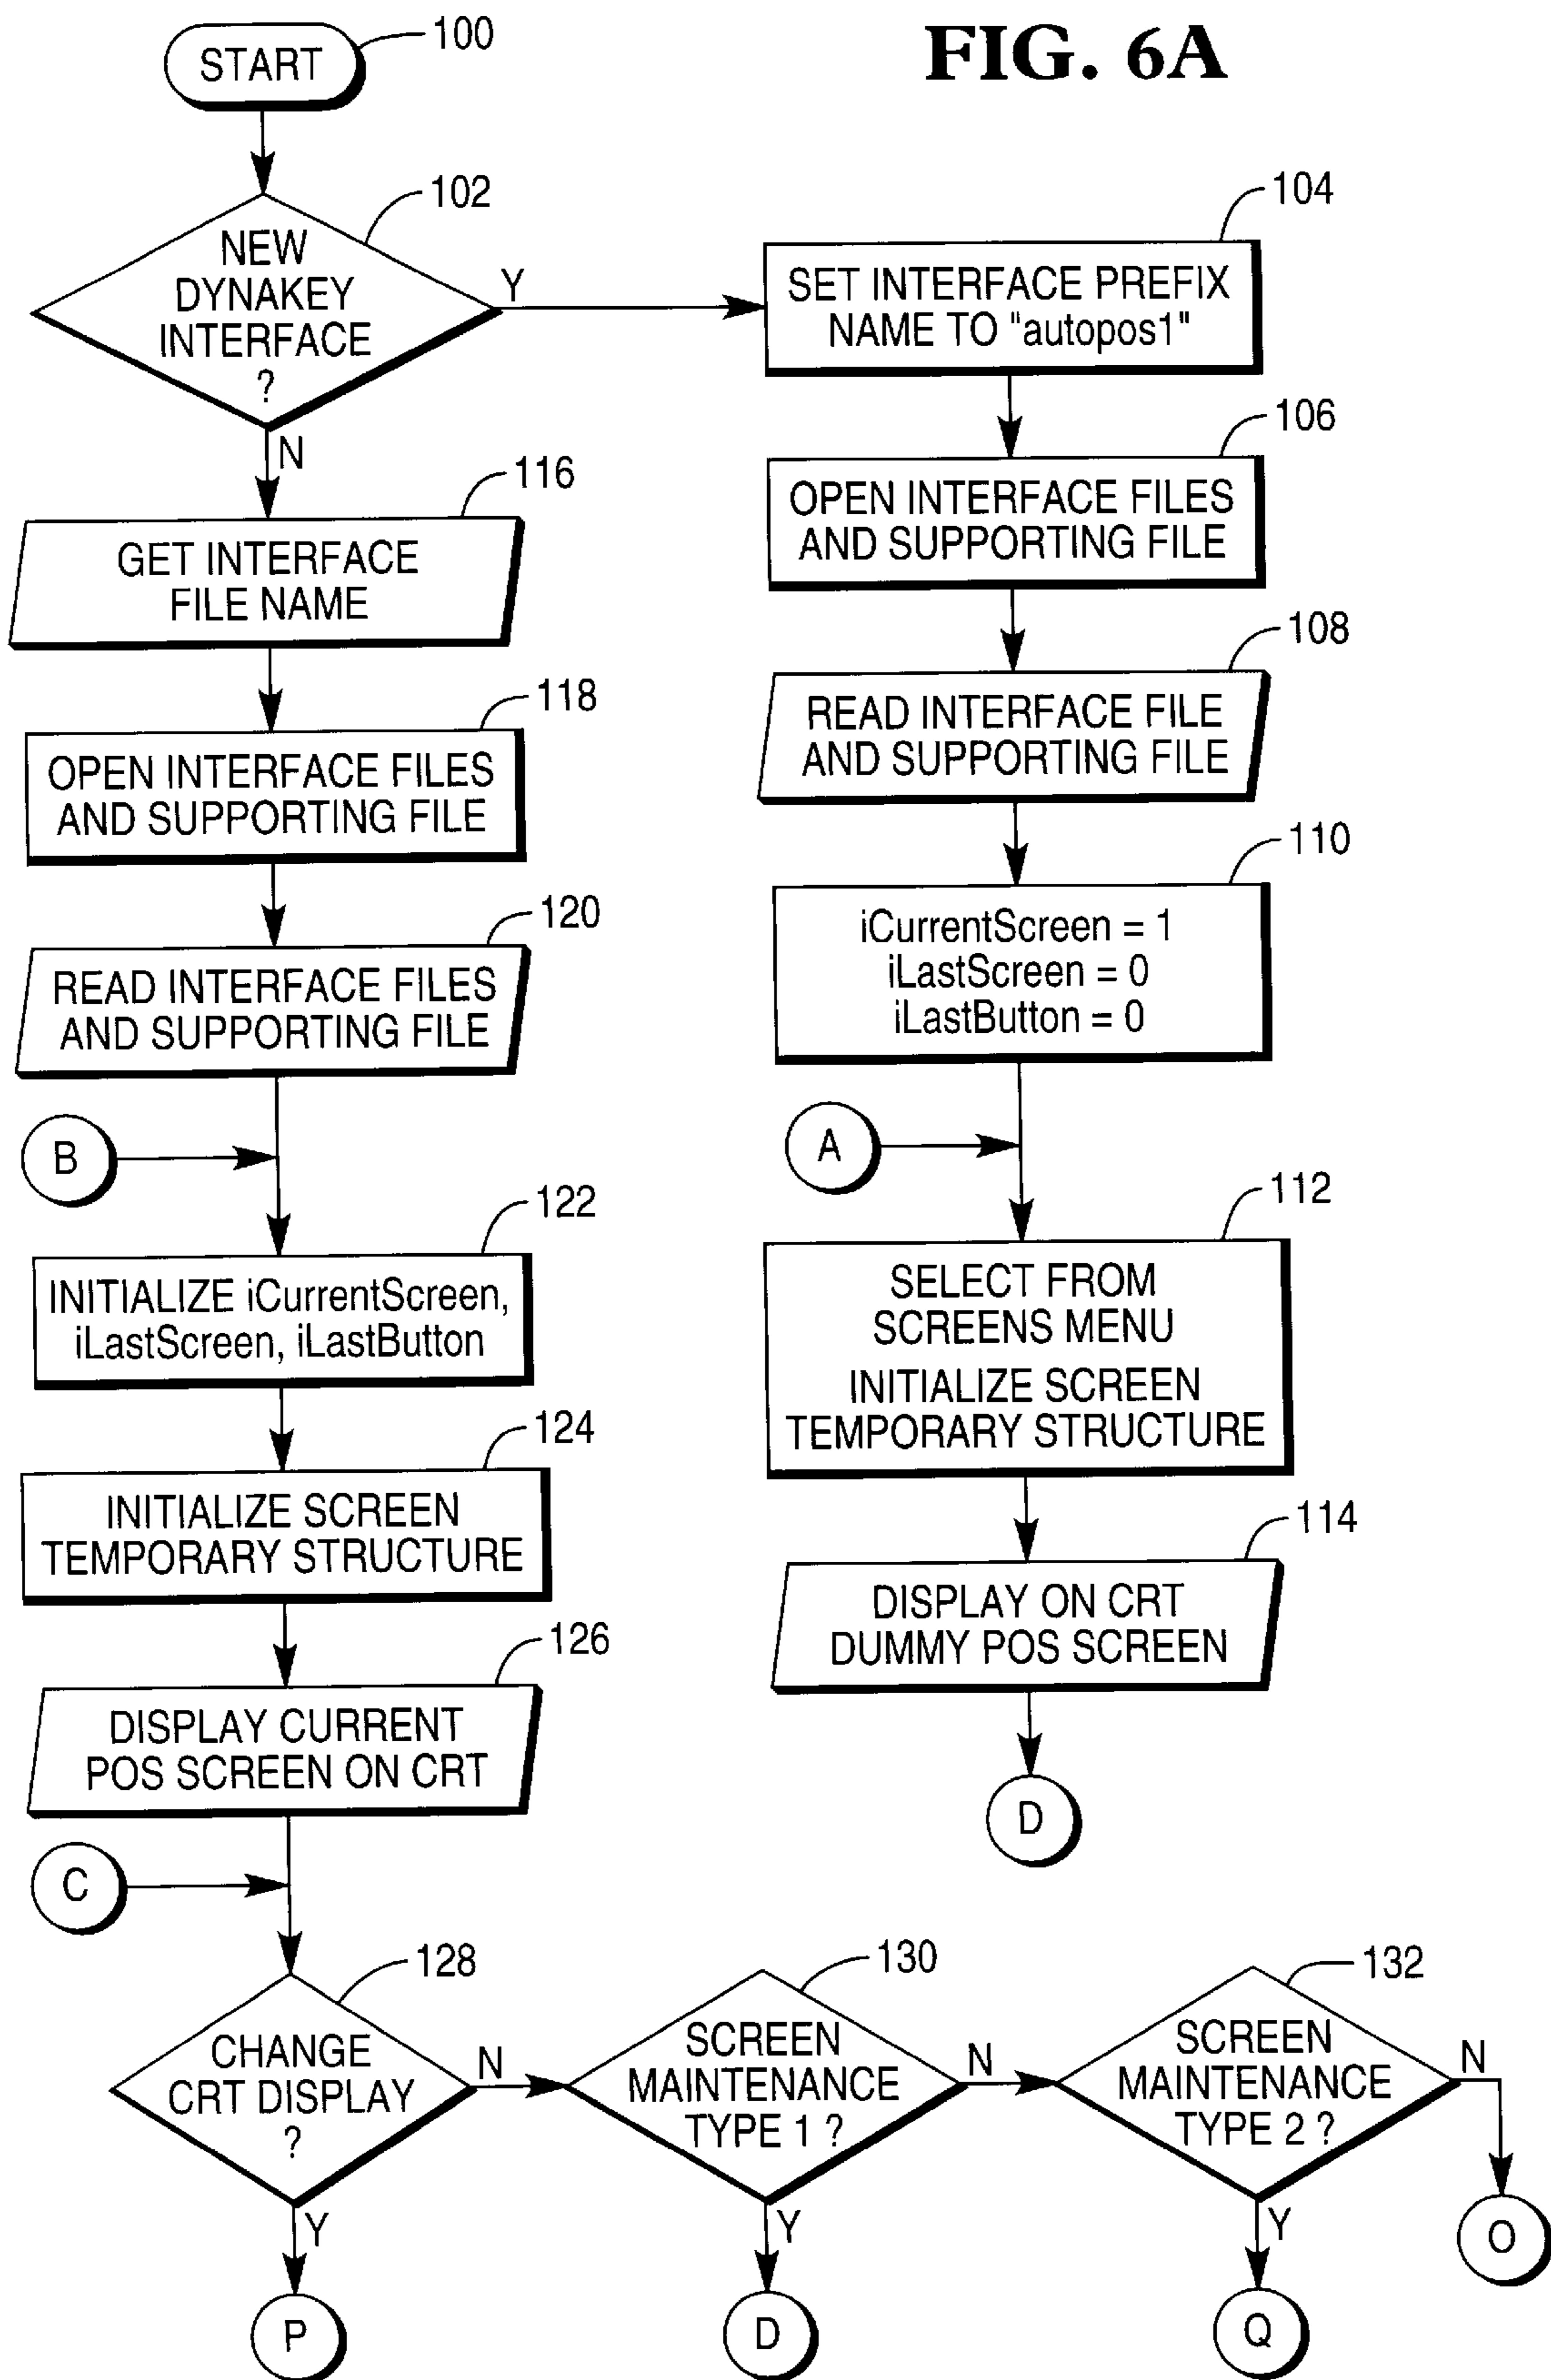 FIG. 6A
START
100
102
NEW
DYNAKEY
INTERFACE
?
Y
N
104
SET INTERFACE PREFIX
NAME TO "autopos1"
106
OPEN INTERFACE FILES
AND SUPPORTING FILE
108
READ INTERFACE FILE
AND SUPPORTING FILE
110
iCurrentScreen = 1
iLastScreen = 0
iLastButton = 0
A
112
SELECT FROM
SCREENS MENU
INITIALIZE SCREEN
TEMPORARY STRUCTURE
114
DISPLAY ON CRT
DUMMY POS SCREEN
D
116
GET INTERFACE
FILE NAME
118
OPEN INTERFACE FILES
AND SUPPORTING FILE
120
READ INTERFACE FILES
AND SUPPORTING FILE
B
122
INITIALIZE iCurrentScreen,
iLastScreen, iLastButton
124
INITIALIZE SCREEN
TEMPORARY STRUCTURE
126
DISPLAY CURRENT
POS SCREEN ON CRT
C
128
CHANGE
CRT DISPLAY
?
N
Y
P
130
SCREEN
MAINTENANCE
TYPE 1 ?
N
Y
D
132
SCREEN
MAINTENANCE
TYPE 2 ?
N
Y
Q
O